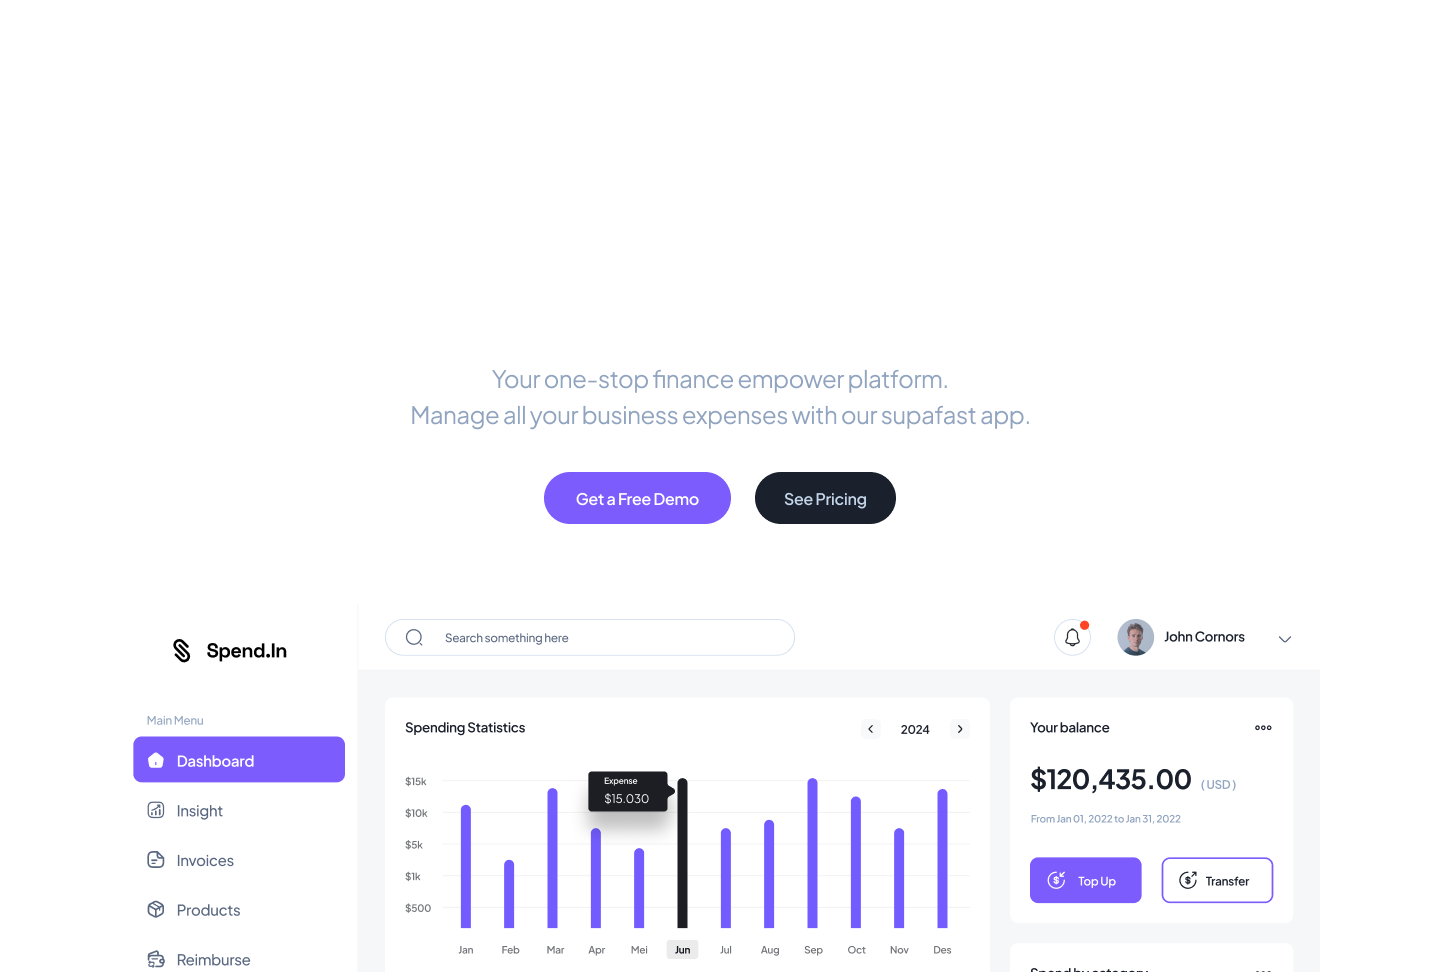 Your one-stop finance empower platform.
Manage all your business expenses with our supafast app.
Get a Free Demo
See Pricing
Spend.In
Search something here
John Cornors
Main Menu
Dashboard
Insight
Invoices
Products
Reimburse
Spending Statistics
2024
$15k
$10k
$5k
$1k
$500
Expense
$15.030
Jan Feb Mar Apr Mei Jun Jul Aug Sep Oct Nov Des
Your balance
$120,435.00 (USD)
From Jan 01, 2022 to Jan 31, 2022
Top Up
Transfer
Spend by category